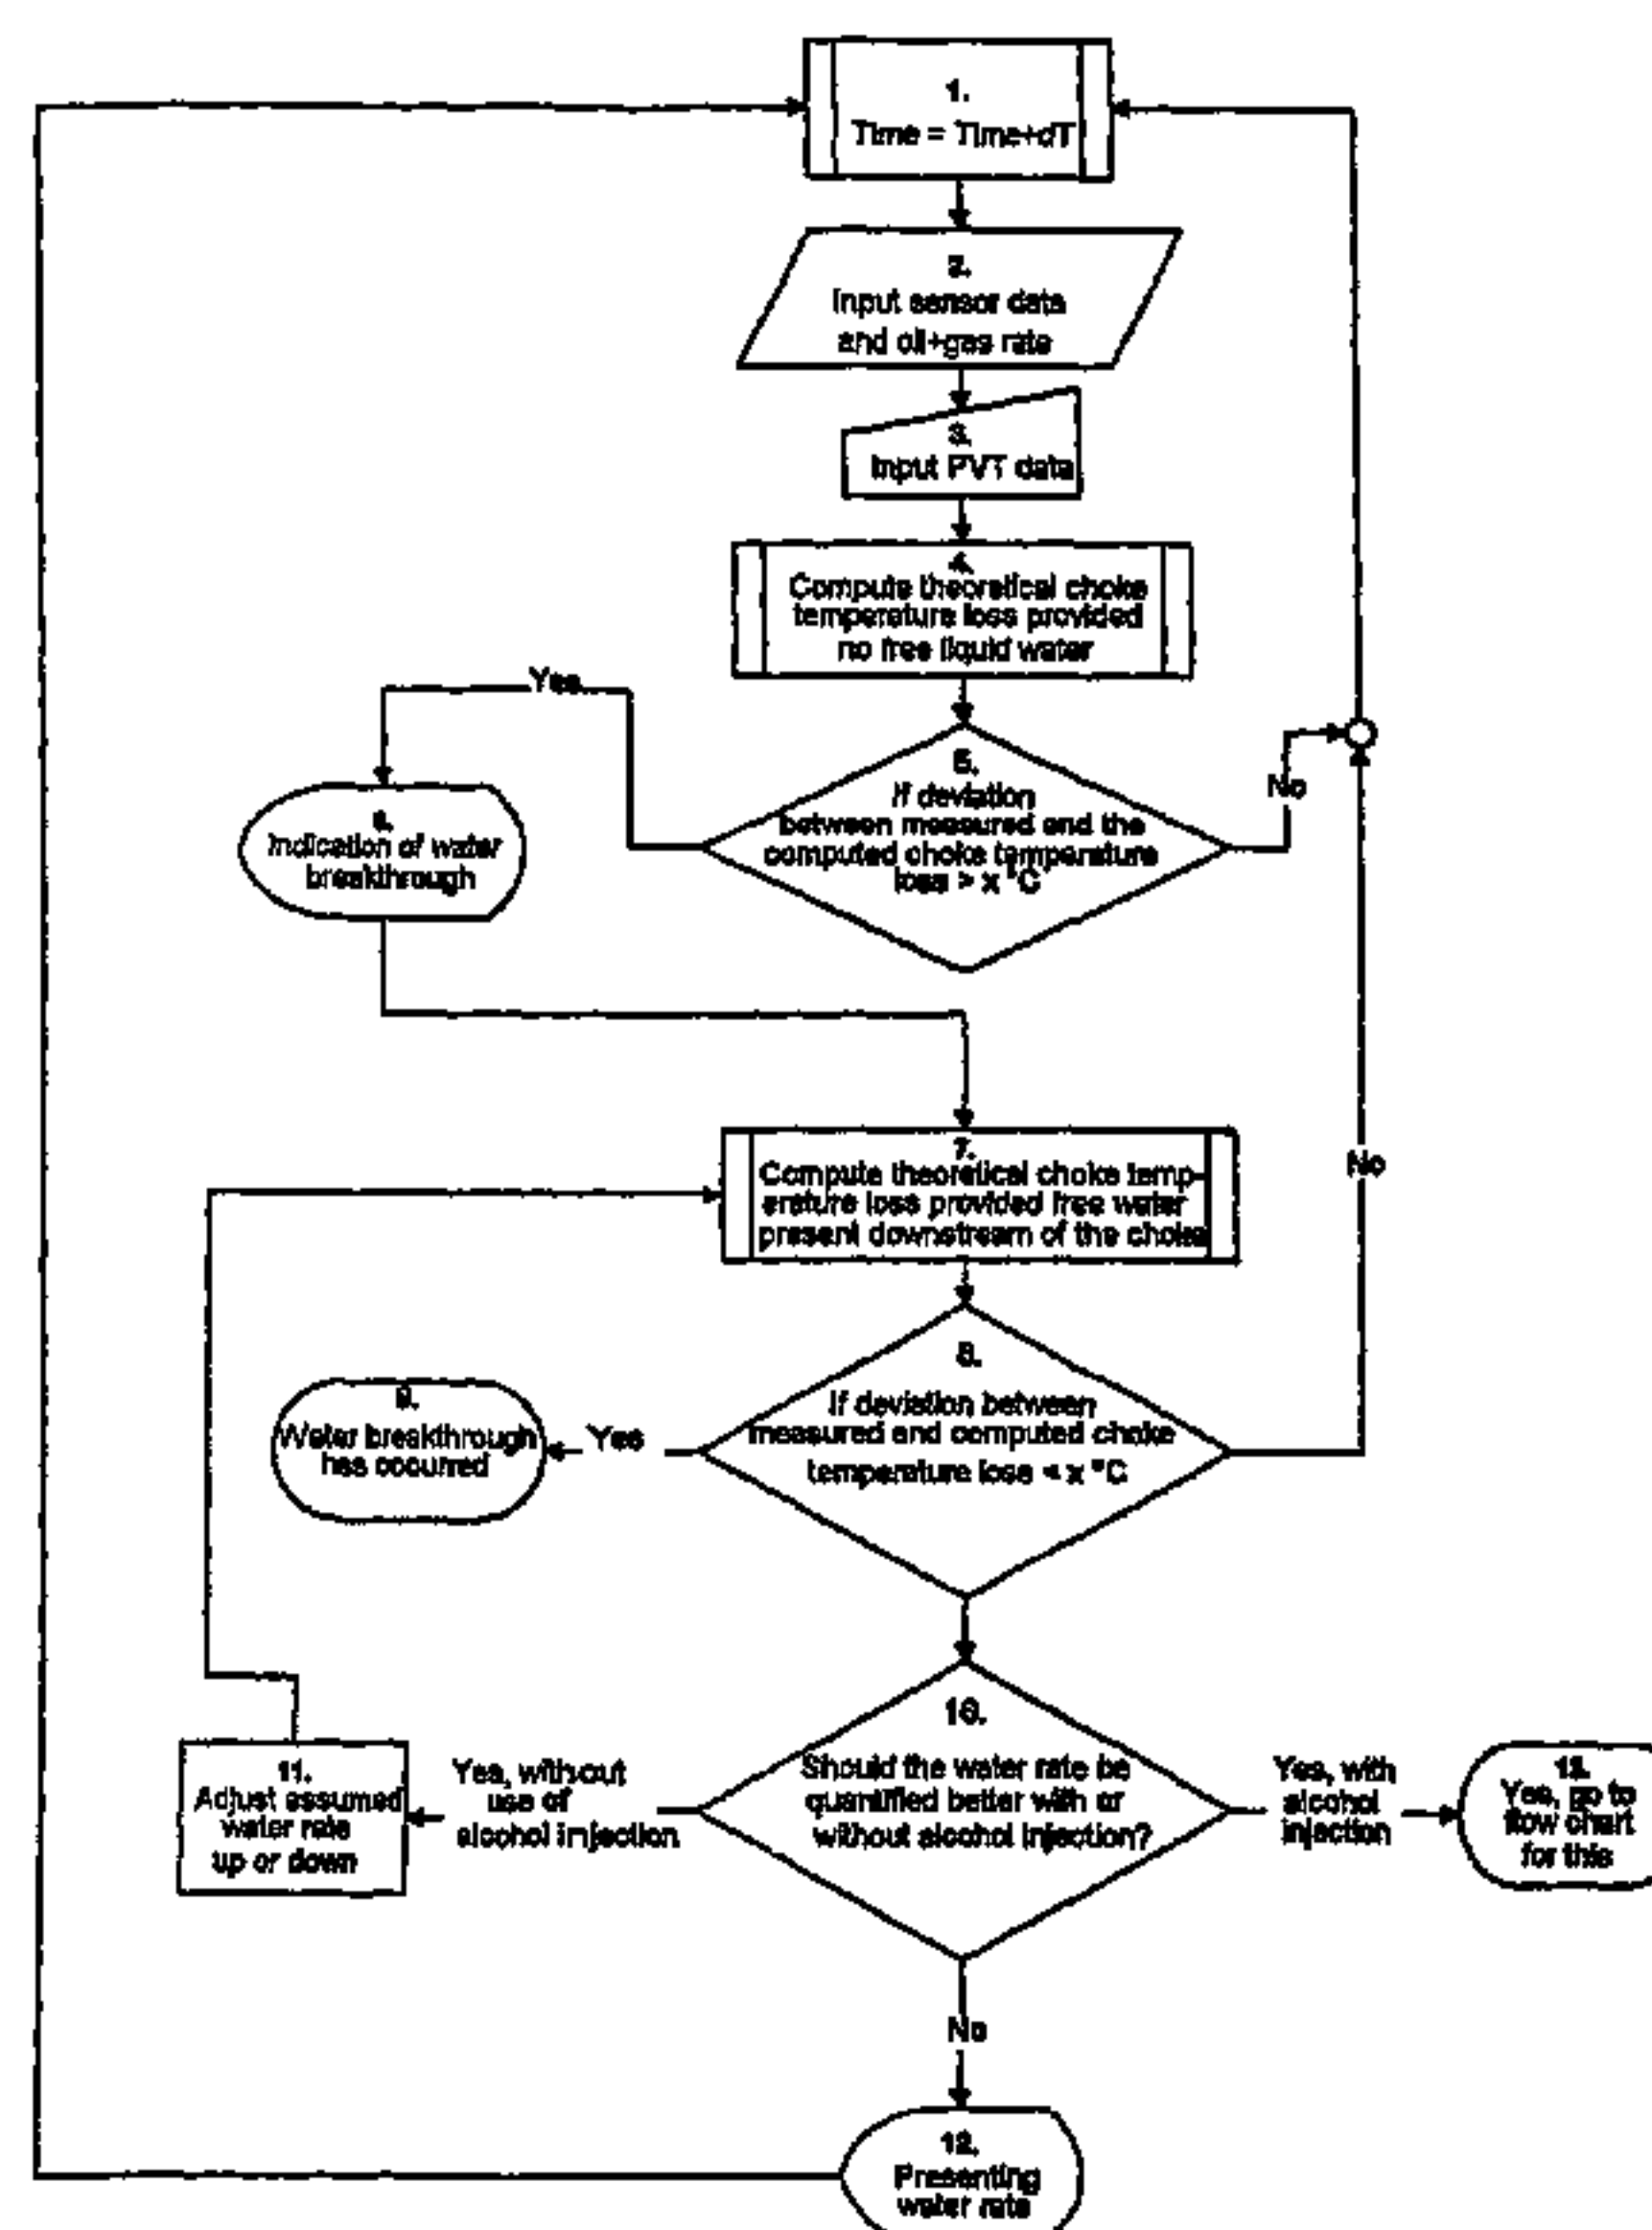 1.
Time = Time+dT
2.
Input sensor data
and oil+gas rate
3.
Input PVT data
4.
Compute theoretical choke
temperature loss provided
no free liquid water
Yes
5.
If deviation
between measured and the
computed choke temperature
loss > x °C
No
6.
Indication of water
breakthrough
7.
Compute theoretical choke temp-
erature loss provided free water
present downstream of the choke
No
8.
If deviation between
measured and computed choke
temperature loss < x °C
Yes
9.
Water breakthrough
has occurred
10.
Should the water rate be
quantified better with or
without alcohol injection?
Yes, without
use of
alcohol injection
11.
Adjust assumed
water rate
up or down
Yes, with
alcohol
injection
13.
Yes, go to
flow chart
for this
No
12.
Presenting
water rate